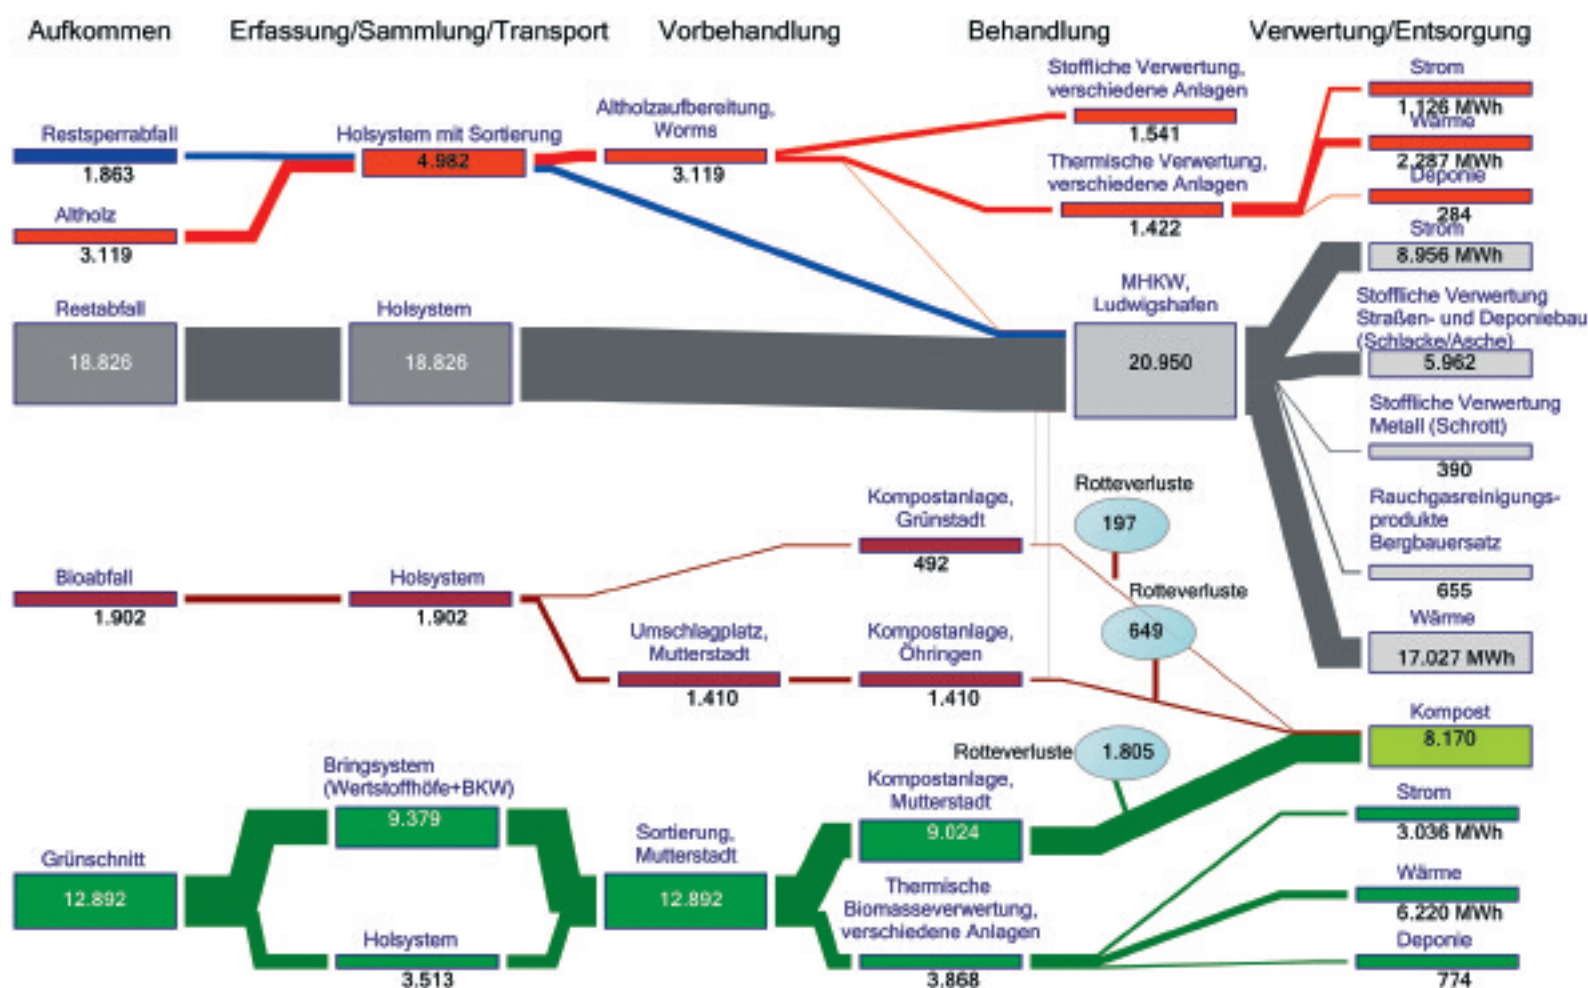 Aufkommen
Erfassung/Sammlung/Transport
Vorbehandlung
Behandlung
Verwertung/Entsorgung
Restsperrabfall
1.863
Altholz
3.119
Holsystem mit Sortierung
4.982
Altholzaufbereitung,
Worms
3.119
Stoffliche Verwertung,
verschiedene Anlagen
1.541
Thermische Verwertung,
verschiedene Anlagen
1.422
Strom
1,126 MWh
Wärme
2,287 MWh
Deponie
284
Restabfall
18.826
Holsystem
18.826
MHKW,
Ludwigshafen
20.950
Strom
8.956 MWh
Stoffliche Verwertung
Straßen- und Deponiebau
(Schlacke/Asche)
5.962
Stoffliche Verwertung
Metall (Schrott)
390
Rauchgasreinigungs-
produkte
Bergbauersatz
655
Wärme
17.027 MWh
Bioabfall
1.902
Holsystem
1.902
Kompostanlage,
Grünstadt
492
Rotteverluste
197
Umschlagplatz,
Mutterstadt
1.410
Kompostanlage,
Öhringen
1.410
Rotteverluste
649
Kompost
8.170
Grünschnitt
12.892
Bringsystem
(Wertstoffhöfe+BKW)
9.379
Holsystem
3.513
Sortierung,
Mutterstadt
12.892
Rotteverluste
1.805
Kompostanlage,
Mutterstadt
9.024
Thermische
Biomasseverwertung,
verschiedene Anlagen
3.868
Strom
3.036 MWh
Wärme
6.220 MWh
Deponie
774